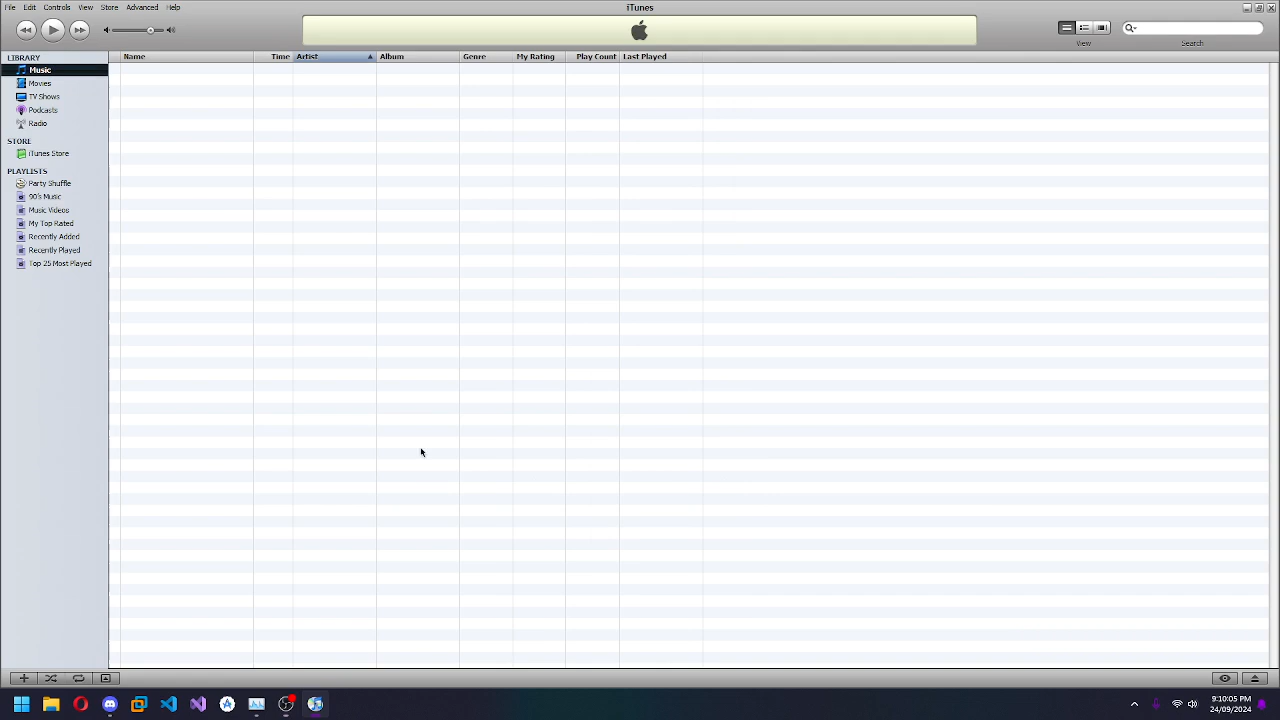 iTunes
File Edit Controls View Store Advanced Help
View
Search
LIBRARY
Music
Movies
TV Shows
Podcasts
Radio
STORE
iTunes Store
PLAYLISTS
Party Shuffle
90's Music
Music Videos
My Top Rated
Recently Added
Recently Played
Top 25 Most Played
Name Time Artist Album Genre My Rating Play Count Last Played
9:10:05 PM
24/09/2024